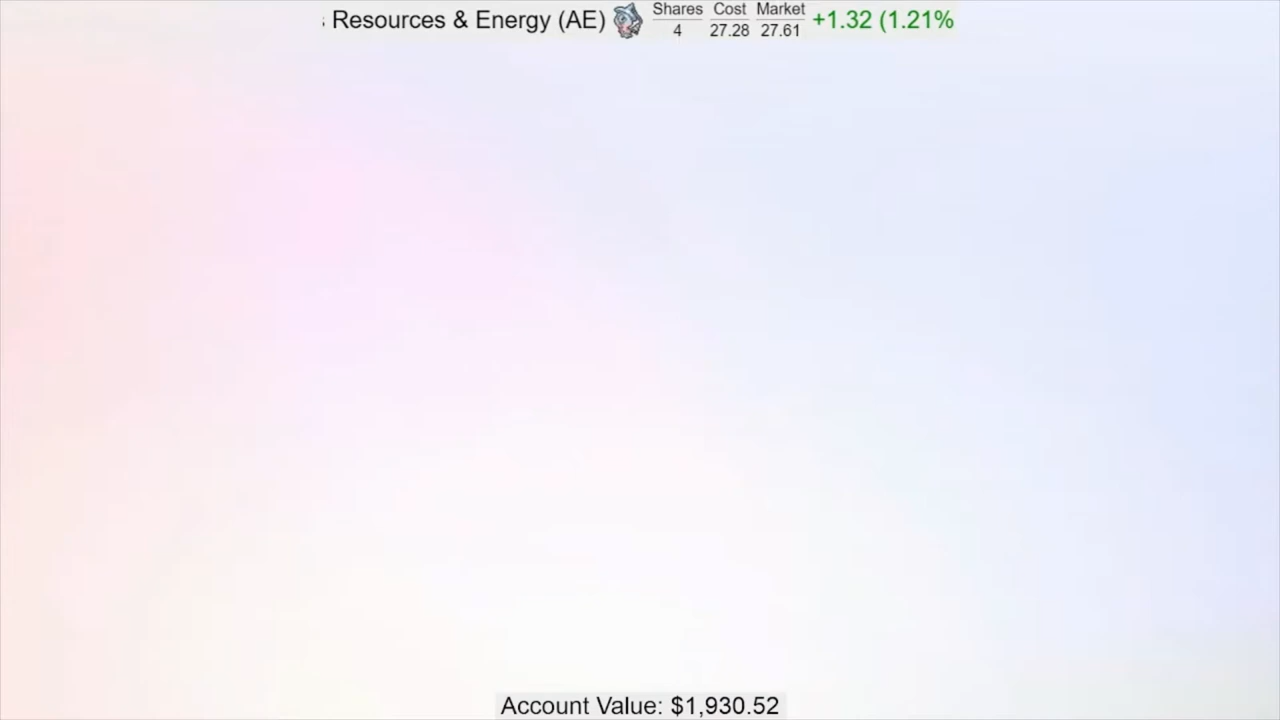 s Resources & Energy (AE) Shares Cost Market +1.32 (1.21%
4 27.28 27.61
Account Value: $1,930.52